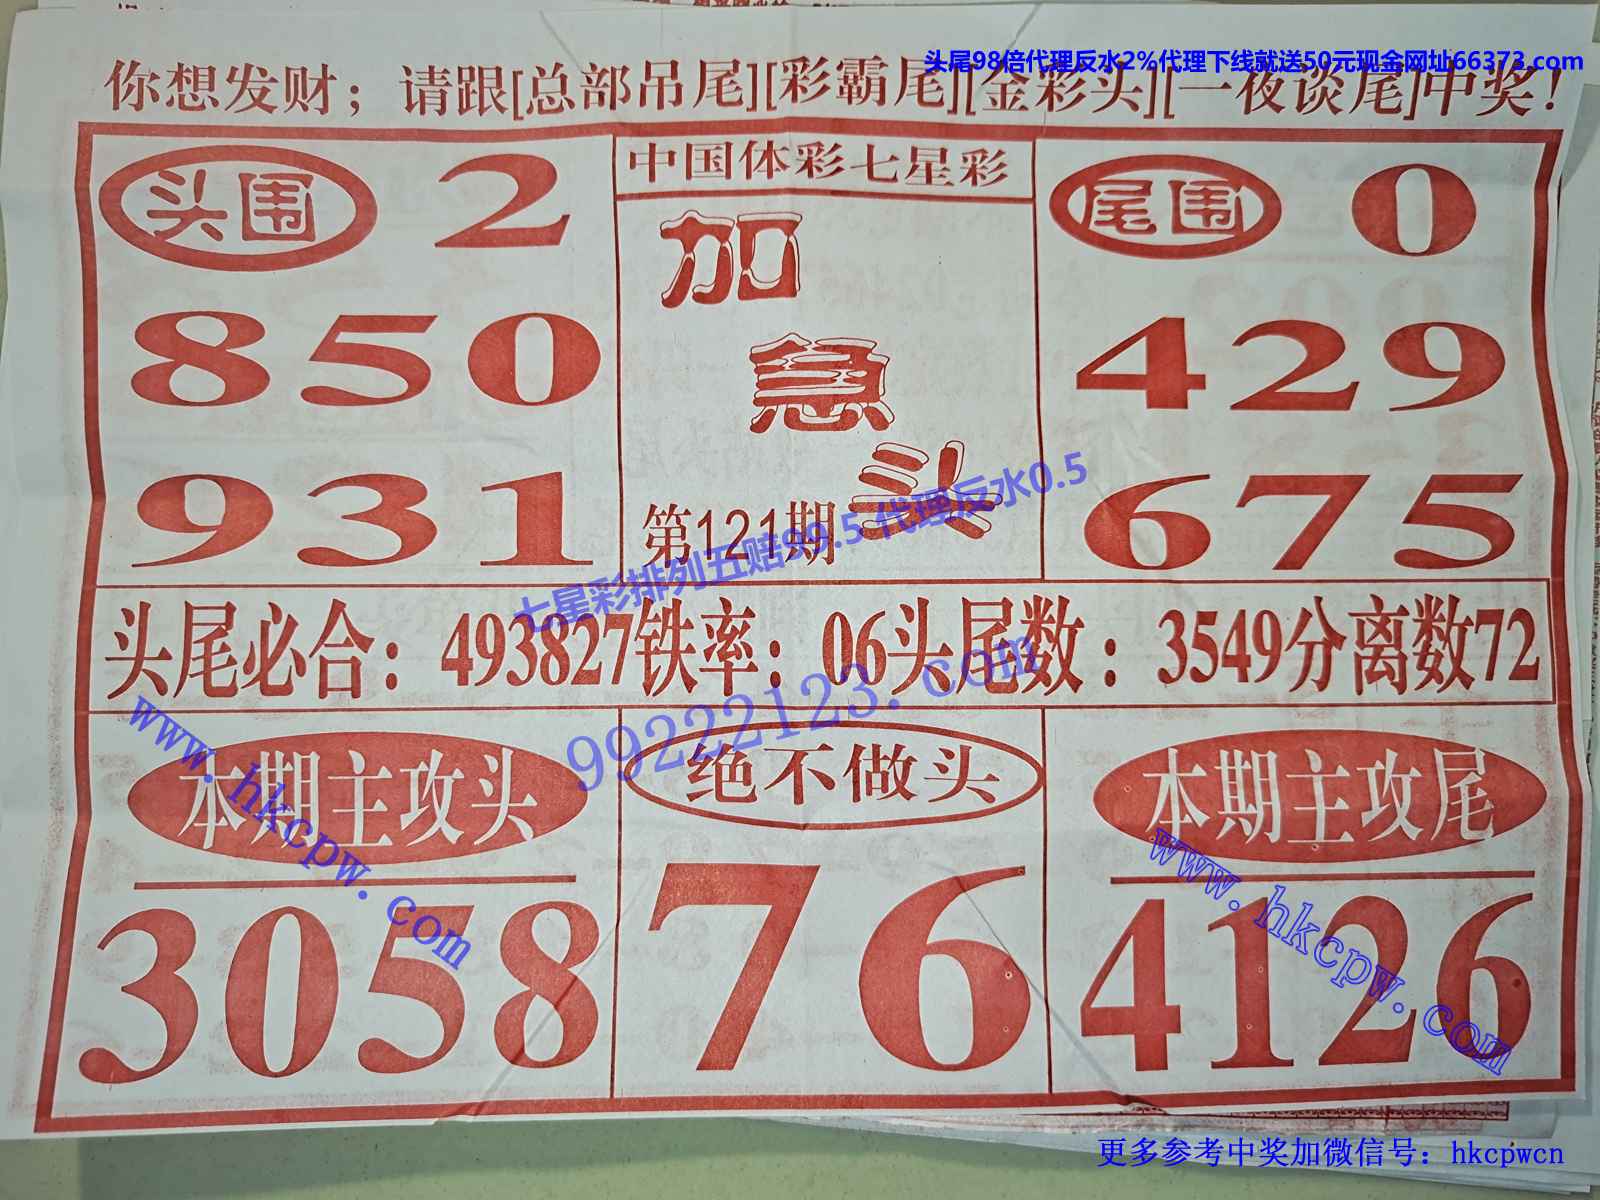 头尾98倍代理反水2%代理下线就送50元现金网址66373.com
你想发财；请跟[总部吊尾][彩霸尾][金彩头][一夜谈尾]中奖！
中国体彩七星彩
头围 2
850
931
加
急
头
第121期
尾围 0
429
675
七星彩排列五赔99.5 代理反水0.5
头尾必合：493827铁率：06头尾数：3549分离数72
99222123.com
www.hkcpw.com
本期主攻头
3058
绝不做头
76
本期主攻尾
4126
www.hkcpw.com
更多参考中奖加微信号：hkcpwcn